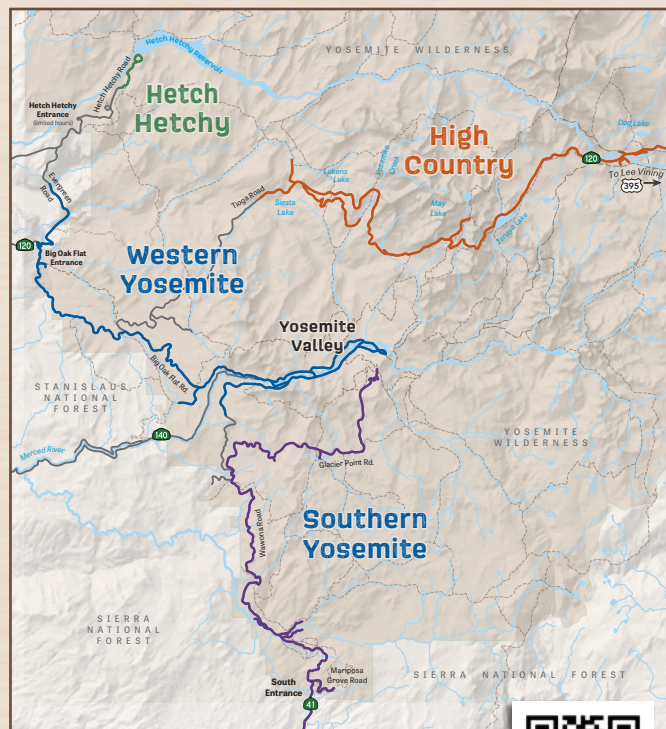 Hetch Hetchy Reservoir
YOSEMITE WILDERNESS
Hetch Hetchy Road
Hetch Hetchy
Entrance
(limited hours)
Hetch
Hetchy
High
Country
Dog Lake
120
To Lee Vining
395
Yosemite
Creek
Lukens
Lake
Tioga Road
Siesta
Lake
May
Lake
Tenaya Lake
Evergreen
Road
120
Big Oak Flat
Entrance
Western
Yosemite
Yosemite
Valley
Big Oak Flat Rd.
STANISLAUS
NATIONAL
FOREST
140
Merced River
YOSEMITE
WILDERNESS
Glacier Point Rd.
Southern
Yosemite
Wawona Road
SIERRA
NATIONAL
FOREST
Mariposa
Grove Road
SIERRA NATIONAL FOREST
South
Entrance
41